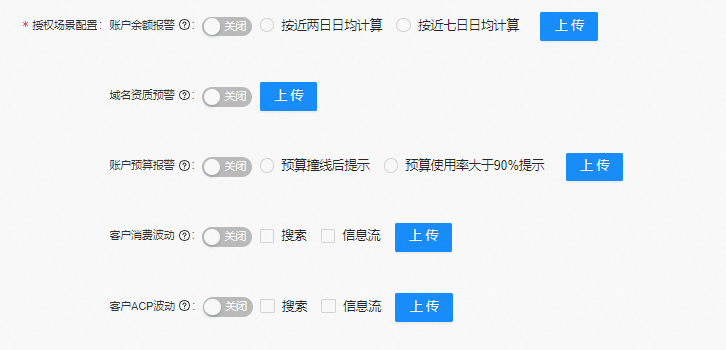 * 授权场景配置: 账户余额报警 ?: 关闭 按近两日日均计算 按近七日日均计算 上传
域名资质预警 ?: 关闭 上传
账户预算报警 ?: 关闭 预算撞线后提示 预算使用率大于90%提示 上传
客户消费波动 ?: 关闭 搜索 信息流 上传
客户ACP波动 ?: 关闭 搜索 信息流 上传